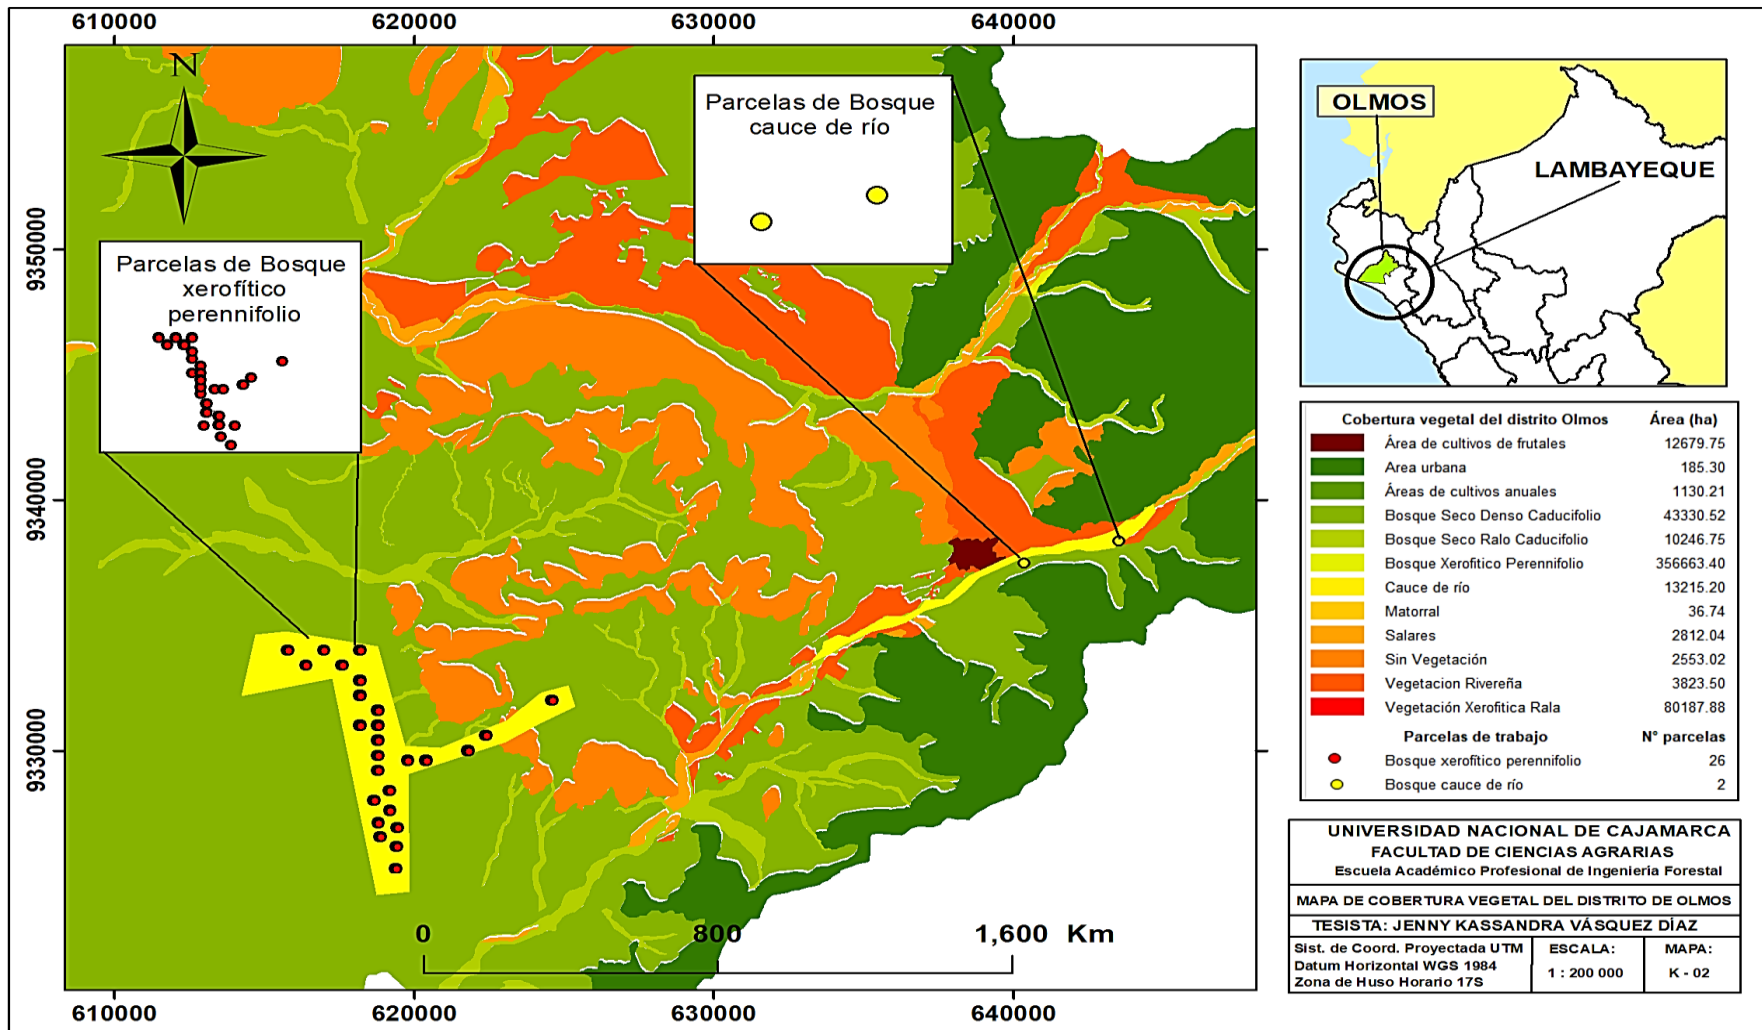 610000
620000
630000
640000
N
Parcelas de Bosque
cauce de río
Parcelas de Bosque
xerofítico
perennifolio
9350000
9340000
9330000
9350000
9340000
9330000
0
800
1,600 Km
610000
620000
630000
640000
OLMOS
LAMBAYEQUE
Cobertura vegetal del distrito Olmos Área (ha)
Área de cultivos de frutales 12679.75
Area urbana 185.30
Áreas de cultivos anuales 1130.21
Bosque Seco Denso Caducifolio 43330.52
Bosque Seco Ralo Caducifolio 10246.75
Bosque Xerofitico Perennifolio 356663.40
Cauce de río 13215.20
Matorral 36.74
Salares 2812.04
Sin Vegetación 2553.02
Vegetacion Rivereña 3823.50
Vegetación Xerofitica Rala 80187.88
Parcelas de trabajo N° parcelas
Bosque xerofítico perennifolio 26
Bosque cauce de río 2
UNIVERSIDAD NACIONAL DE CAJAMARCA
FACULTAD DE CIENCIAS AGRARIAS
Escuela Académico Profesional de Ingeniería Forestal
MAPA DE COBERTURA VEGETAL DEL DISTRITO DE OLMOS
TESISTA: JENNY KASSANDRA VÁSQUEZ DÍAZ
Sist. de Coord. Proyectada UTM
Datum Horizontal WGS 1984
Zona de Huso Horario 17S
ESCALA:
1 : 200 000
MAPA:
K - 02